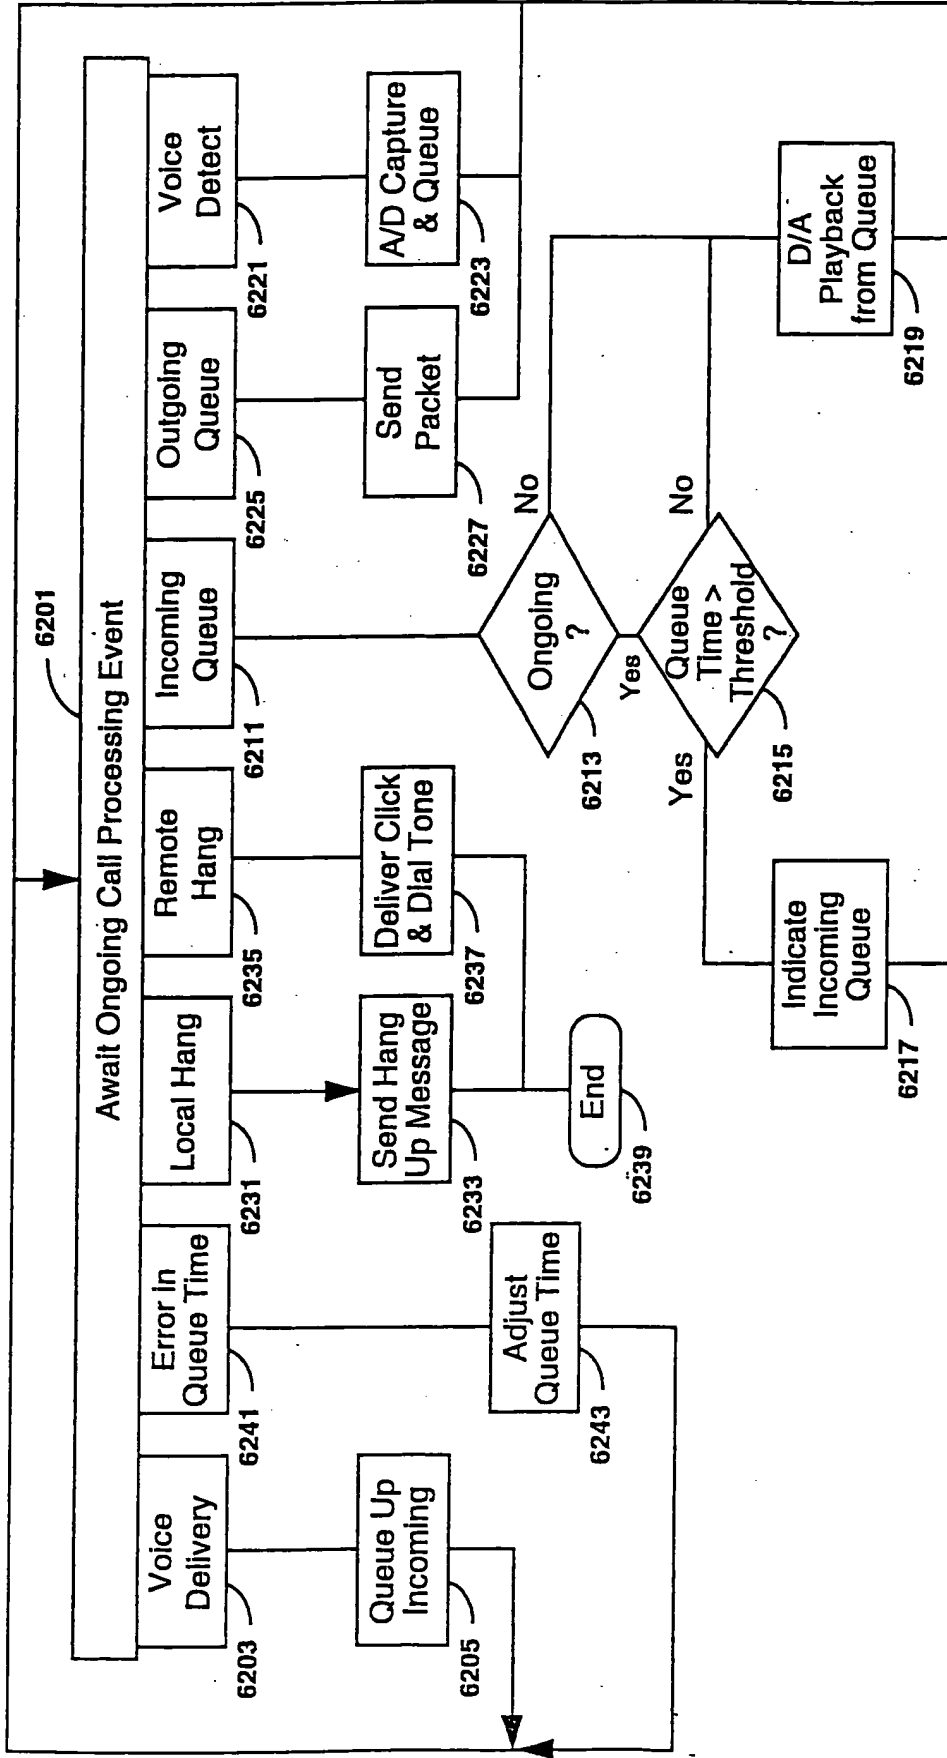 6201
Await Ongoing Call Processing Event
Voice
Delivery
6203
Error in
Queue Time
6241
Local Hang
6231
Remote
Hang
6235
Incoming
Queue
6211
Outgoing
Queue
6225
Voice
Detect
6221
Queue Up
Incoming
6205
Send Hang
Up Message
6233
Deliver Click
& Dial Tone
6237
Send
Packet
6227
A/D Capture
& Queue
6223
Adjust
Queue Time
6243
End
6239
Ongoing
?
6213
No
Yes
Queue
Time >
Threshold
?
6215
Yes
No
Indicate
Incoming
Queue
6217
D/A
Playback
from Queue
6219